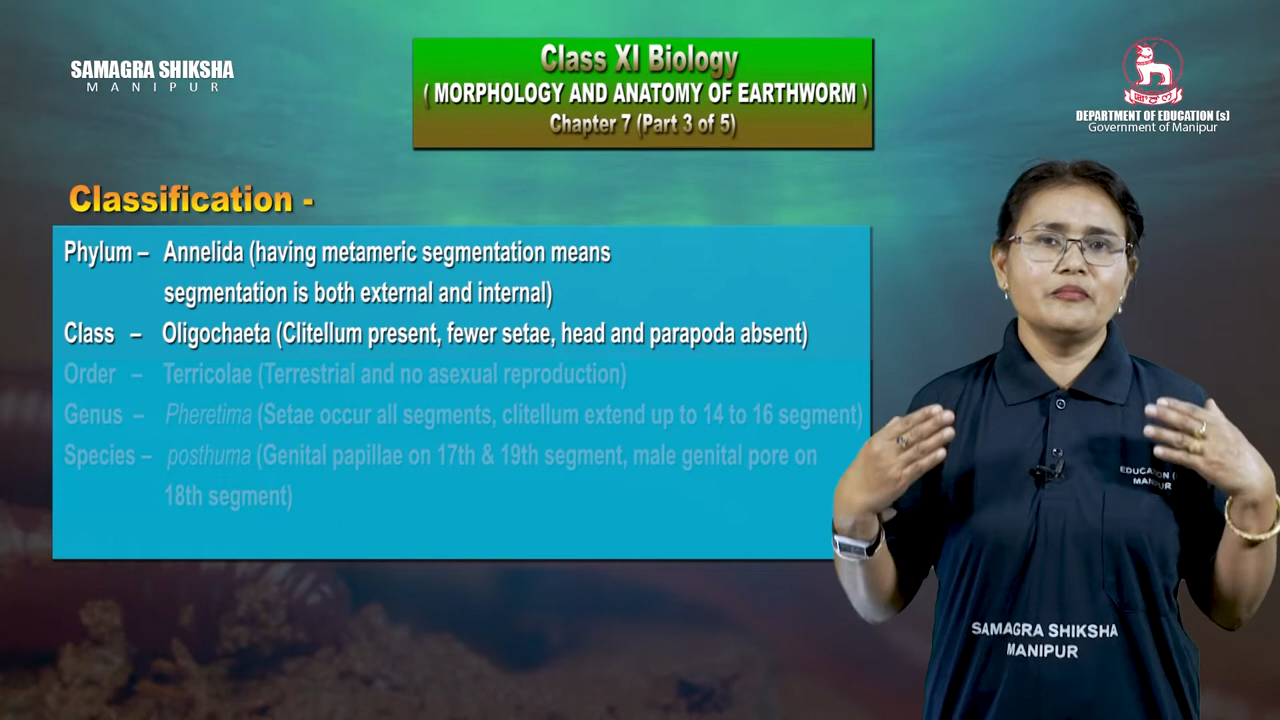 SAMAGRA SHIKSHA
MANIPUR
Class XI Biology
( MORPHOLOGY AND ANATOMY OF EARTHWORM )
Chapter 7 (Part 3 of 5)
DEPARTMENT OF EDUCATION (s)
Government of Manipur
Classification -
Phylum – Annelida (having metameric segmentation means
segmentation is both external and internal)
Class – Oligochaeta (Clitellum present, fewer setae, head and parapoda absent)
Order – Terricolae (Terrestrial and no asexual reproduction)
Genus – Pheretima (Setae occur all segments, clitellum extend up to 14 to 16 segment)
Species – posthuma (Genital papillae on 17th & 19th segment, male genital pore on
18th segment)
EDUCATION (
MANIPUR
SAMAGRA SHIKSHA
MANIPUR